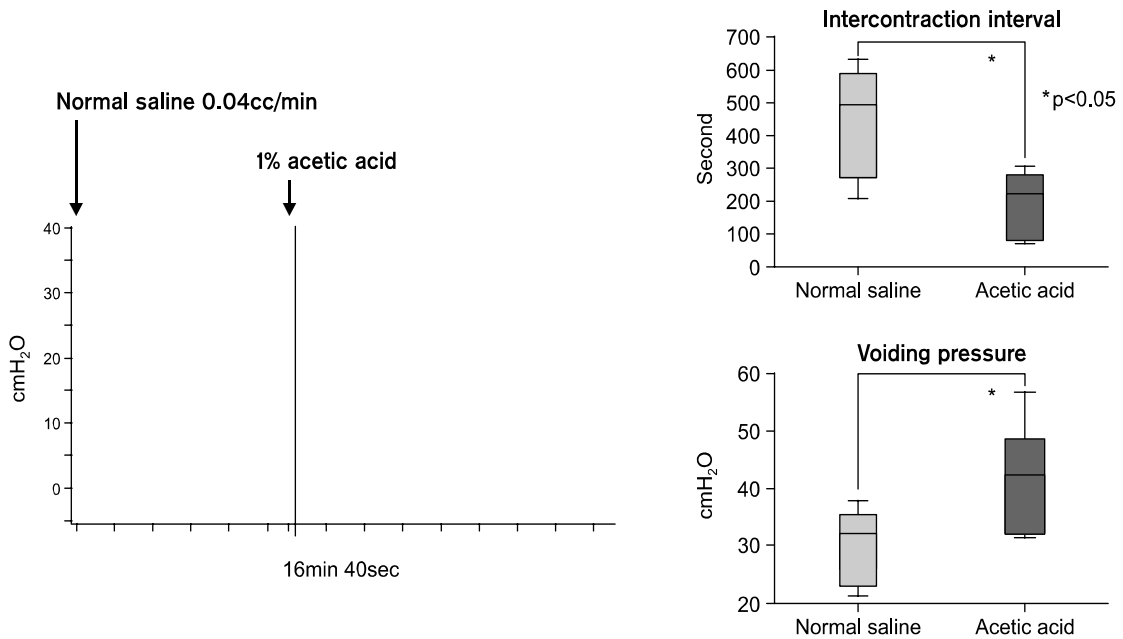 Normal saline 0.04cc/min
1% acetic acid
40
30
20
10
0
cmH₂O
16min 40sec
Intercontraction interval
700
600
500
400
300
200
100
0
Second
*
*p<0.05
Normal saline
Acetic acid
Voiding pressure
60
50
40
30
20
cmH₂O
*
Normal saline
Acetic acid